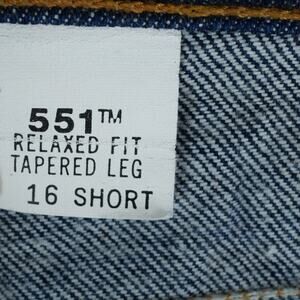 551™
RELAXED FIT
TAPERED LEG
16 SHORT